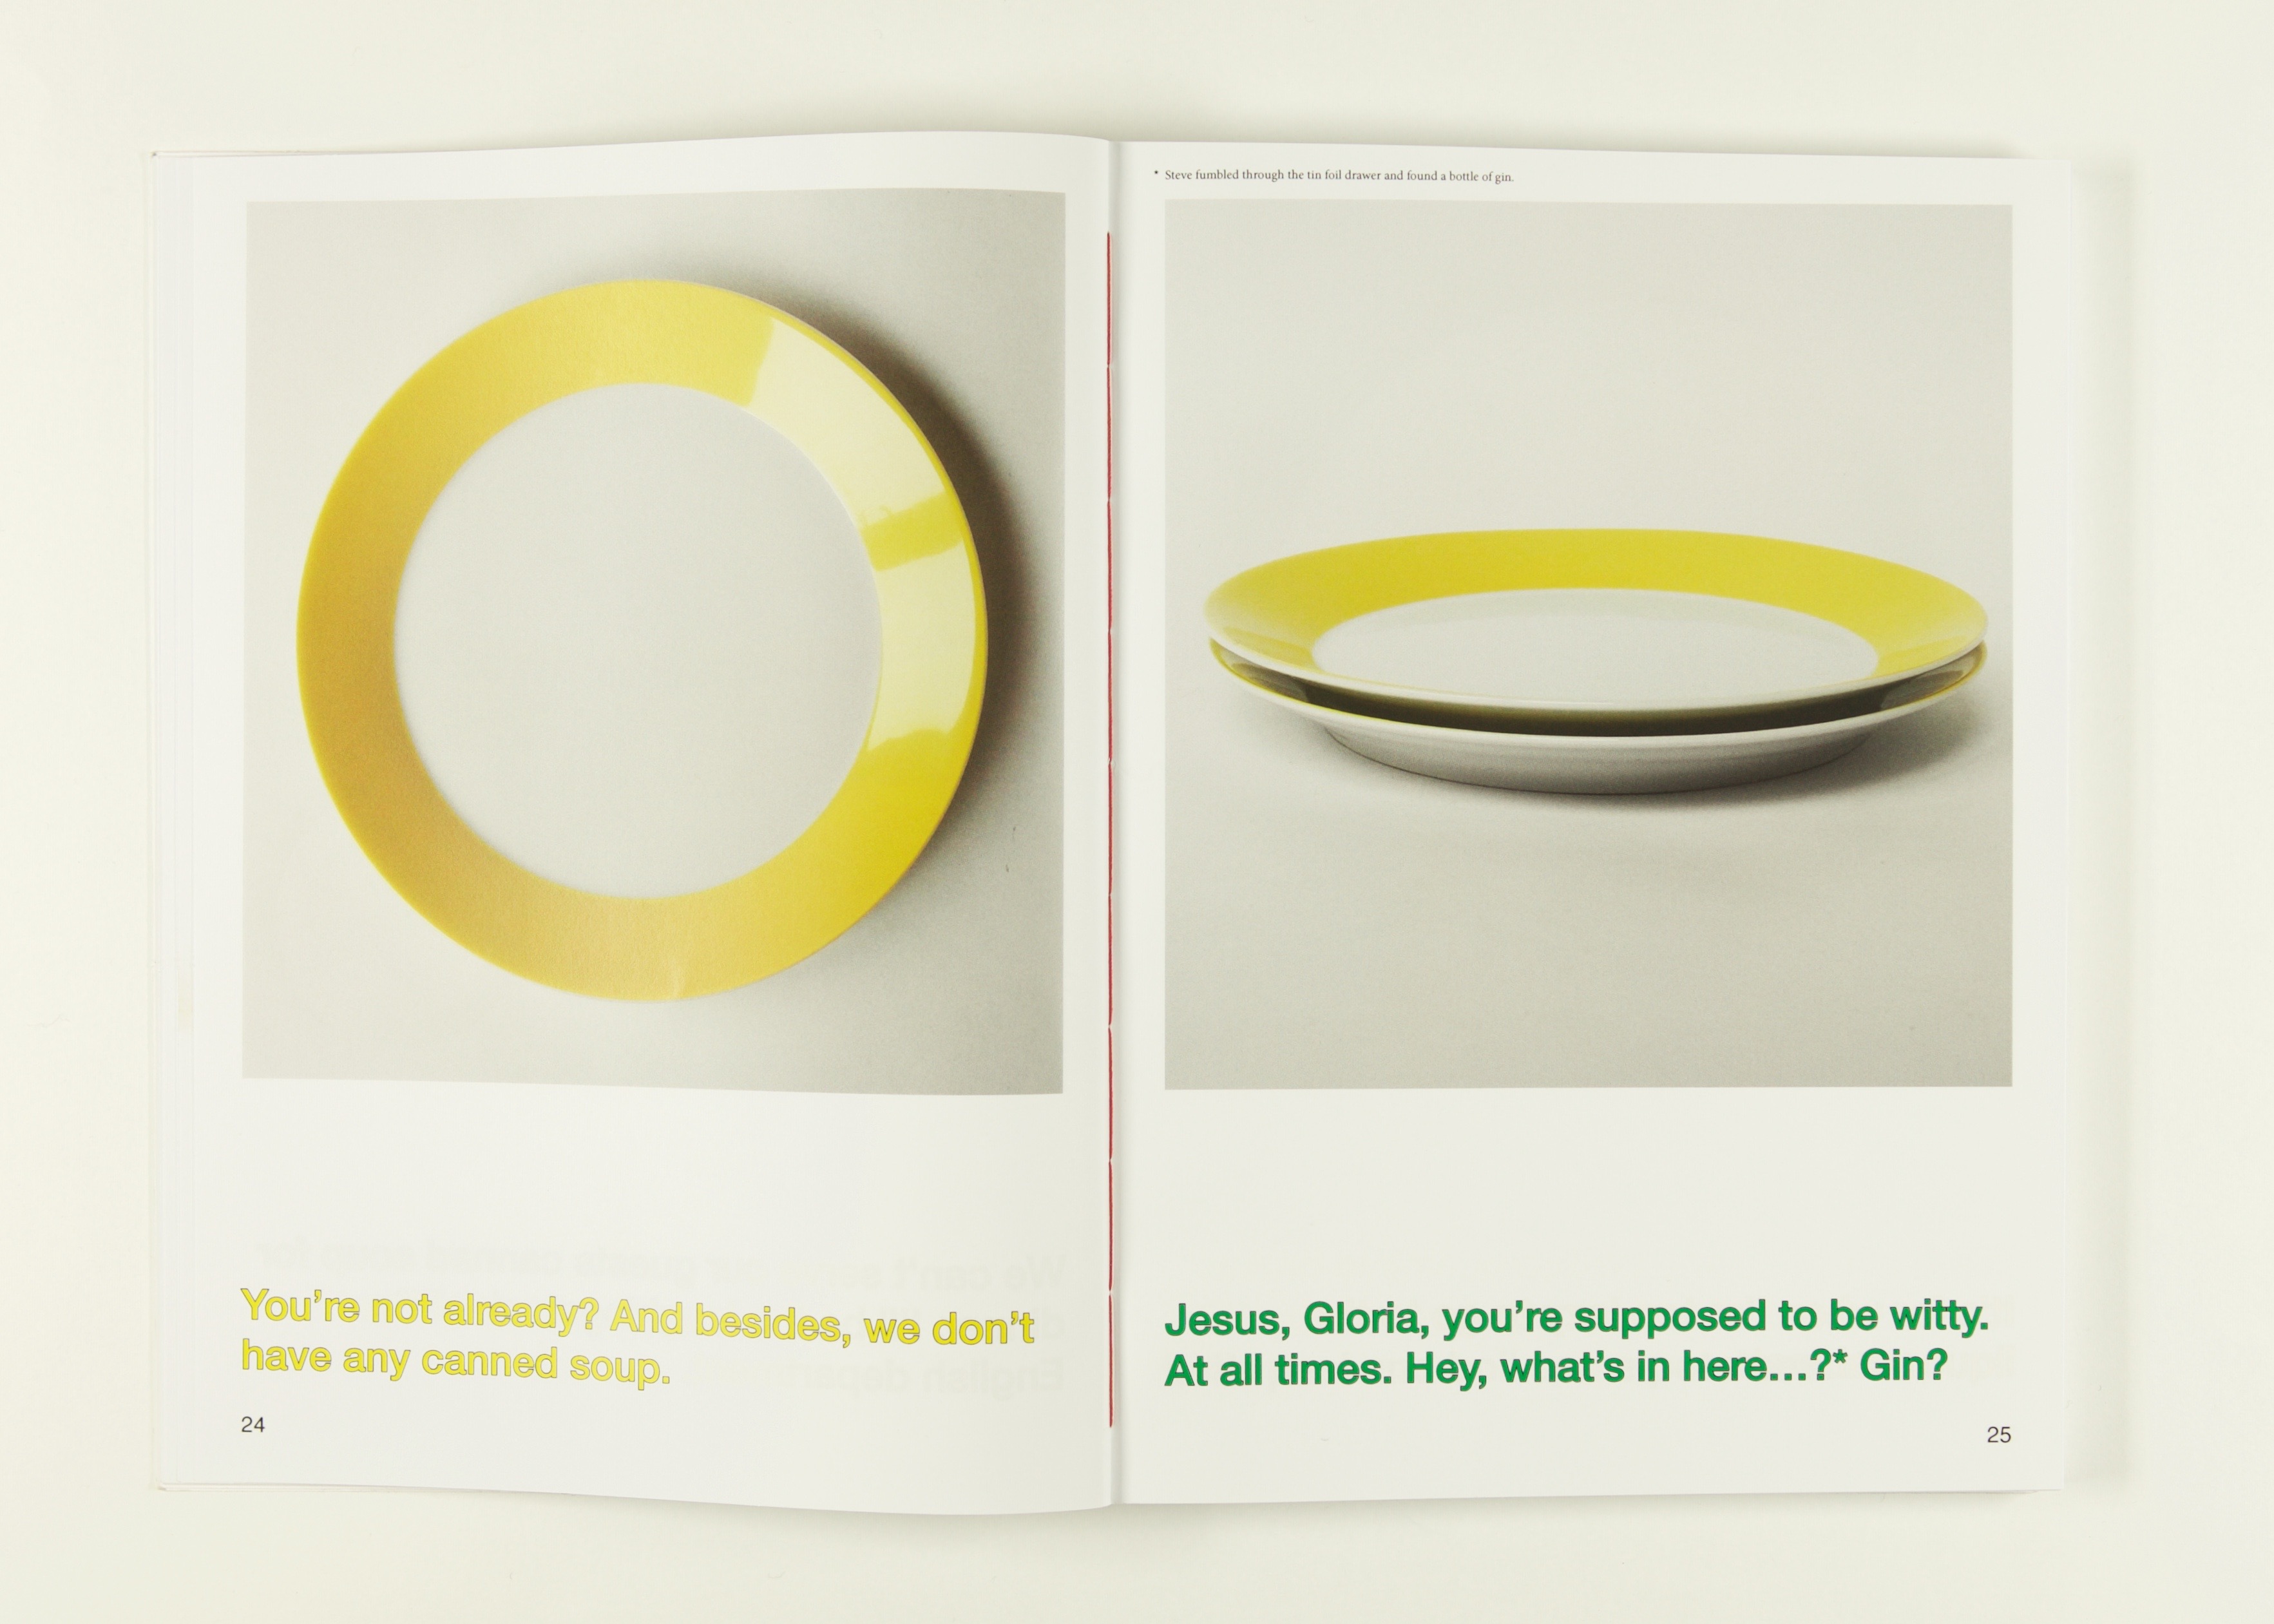 You’re not already? And besides, we don’t
have any canned soup.
24
* Steve fumbled through the tin foil drawer and found a bottle of gin.
Jesus, Gloria, you’re supposed to be witty.
At all times. Hey, what’s in here...?* Gin?
25